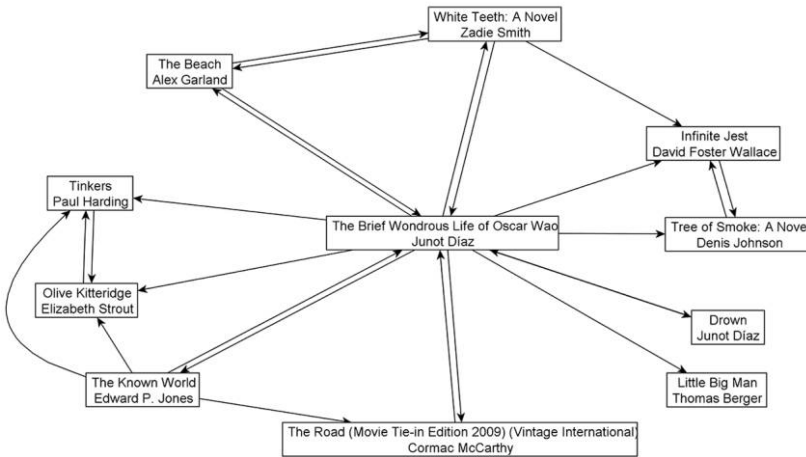 White Teeth: A Novel
Zadie Smith
The Beach
Alex Garland
Infinite Jest
David Foster Wallace
Tinkers
Paul Harding
The Brief Wondrous Life of Oscar Wao
Junot Díaz
Tree of Smoke: A Nove
Denis Johnson
Olive Kitteridge
Elizabeth Strout
Drown
Junot Díaz
The Known World
Edward P. Jones
Little Big Man
Thomas Berger
The Road (Movie Tie-in Edition 2009) (Vintage International)
Cormac McCarthy